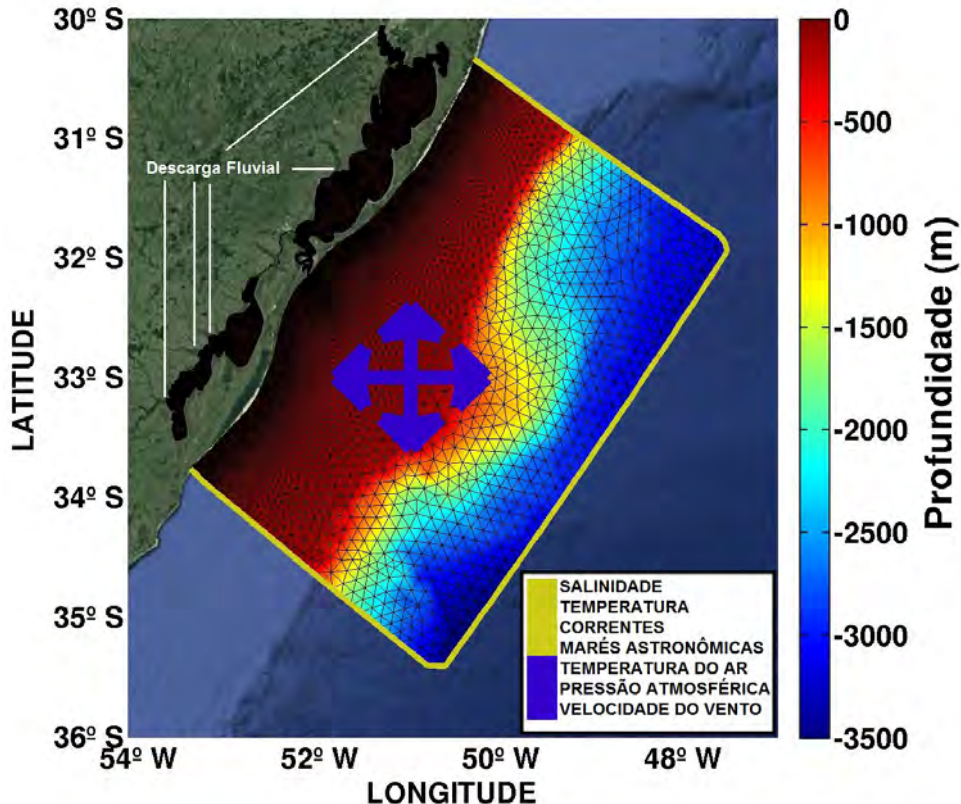 30º S
31º S
32º S
33º S
34º S
35º S
36º S
LATITUDE
54º W
52º W
50º W
48º W
LONGITUDE
Descarga Fluvial
SALINIDADE
TEMPERATURA
CORRENTES
MARÉS ASTRONÔMICAS
TEMPERATURA DO AR
PRESSÃO ATMOSFÉRICA
VELOCIDADE DO VENTO
0
-500
-1000
-1500
-2000
-2500
-3000
-3500
Profundidade (m)